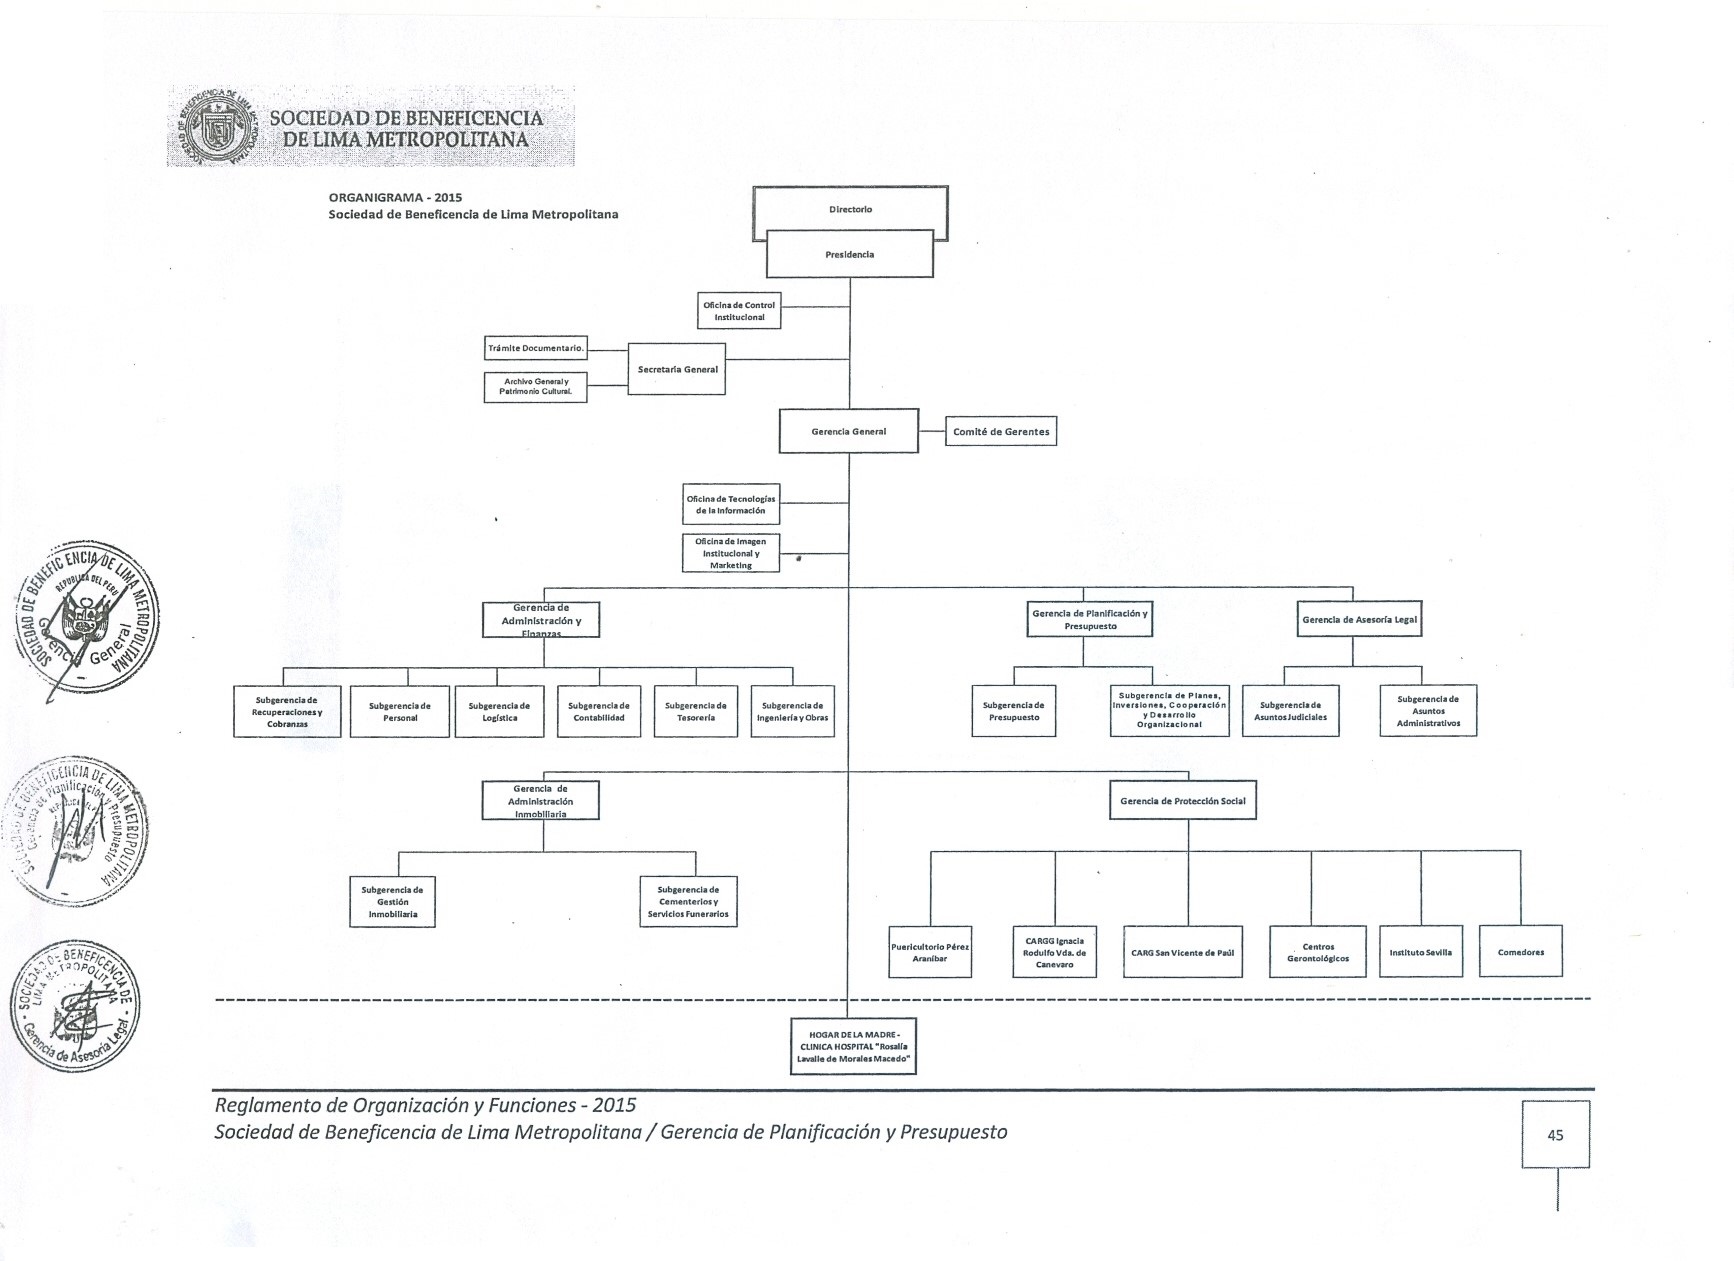 SOCIEDAD DE BENEFICENCIA
DE LIMA METROPOLITANA
ORGANIGRAMA - 2015
Sociedad de Beneficencia de Lima Metropolitana
Directorio
Presidencia
Oficina de Control
Institucional
Trámite Documentario.
Secretaria General
Archivo General y
Patrimonio Cultural.
Gerencia General
Comité de Gerentes
Oficina de Tecnologías
de la Información
Oficina de Imagen
Institucional y
Marketing
Gerencia de
Administración y
Finanzas
Gerencia de Planificación y
Presupuesto
Gerencia de Asesoría Legal
Subgerencia de
Recuperaciones y
Cobranzas
Subgerencia de
Personal
Subgerencia de
Logística
Subgerencia de
Contabilidad
Subgerencia de
Tesorería
Subgerencia de
Ingeniería y Obras
Subgerencia de
Presupuesto
Subgerencia de Planes,
Inversiones, Cooperación
y Desarrollo
Organizacional
Subgerencia de
Asuntos Judiciales
Subgerencia de
Asuntos
Administrativos
Gerencia de
Administración
Inmobiliaria
Gerencia de Protección Social
Subgerencia de
Gestión
Inmobiliaria
Subgerencia de
Cementerios y
Servicios Funerarios
Puericultorio Pérez
Araníbar
CARGG Ignacia
Rodulfo Vda. de
Canevaro
CARG San Vicente de Paúl
Centros
Gerontológicos
Instituto Sevilla
Comedores
HOGAR DE LA MADRE -
CLINICA HOSPITAL "Rosalía
Lavalle de Morales Macedo"
SOCIEDAD DE BENEFICENCIA DE LIMA METROPOLITANA
REPUBLICA DEL PERU
Gerencia General
SOCIEDAD DE BENEFICENCIA DE LIMA METROPOLITANA
Gerencia de Planificación y Presupuesto
SOCIEDAD DE BENEFICENCIA DE
LIMA METROPOLITANA
Gerencia de Asesoría Legal
Reglamento de Organización y Funciones - 2015
Sociedad de Beneficencia de Lima Metropolitana / Gerencia de Planificación y Presupuesto
45